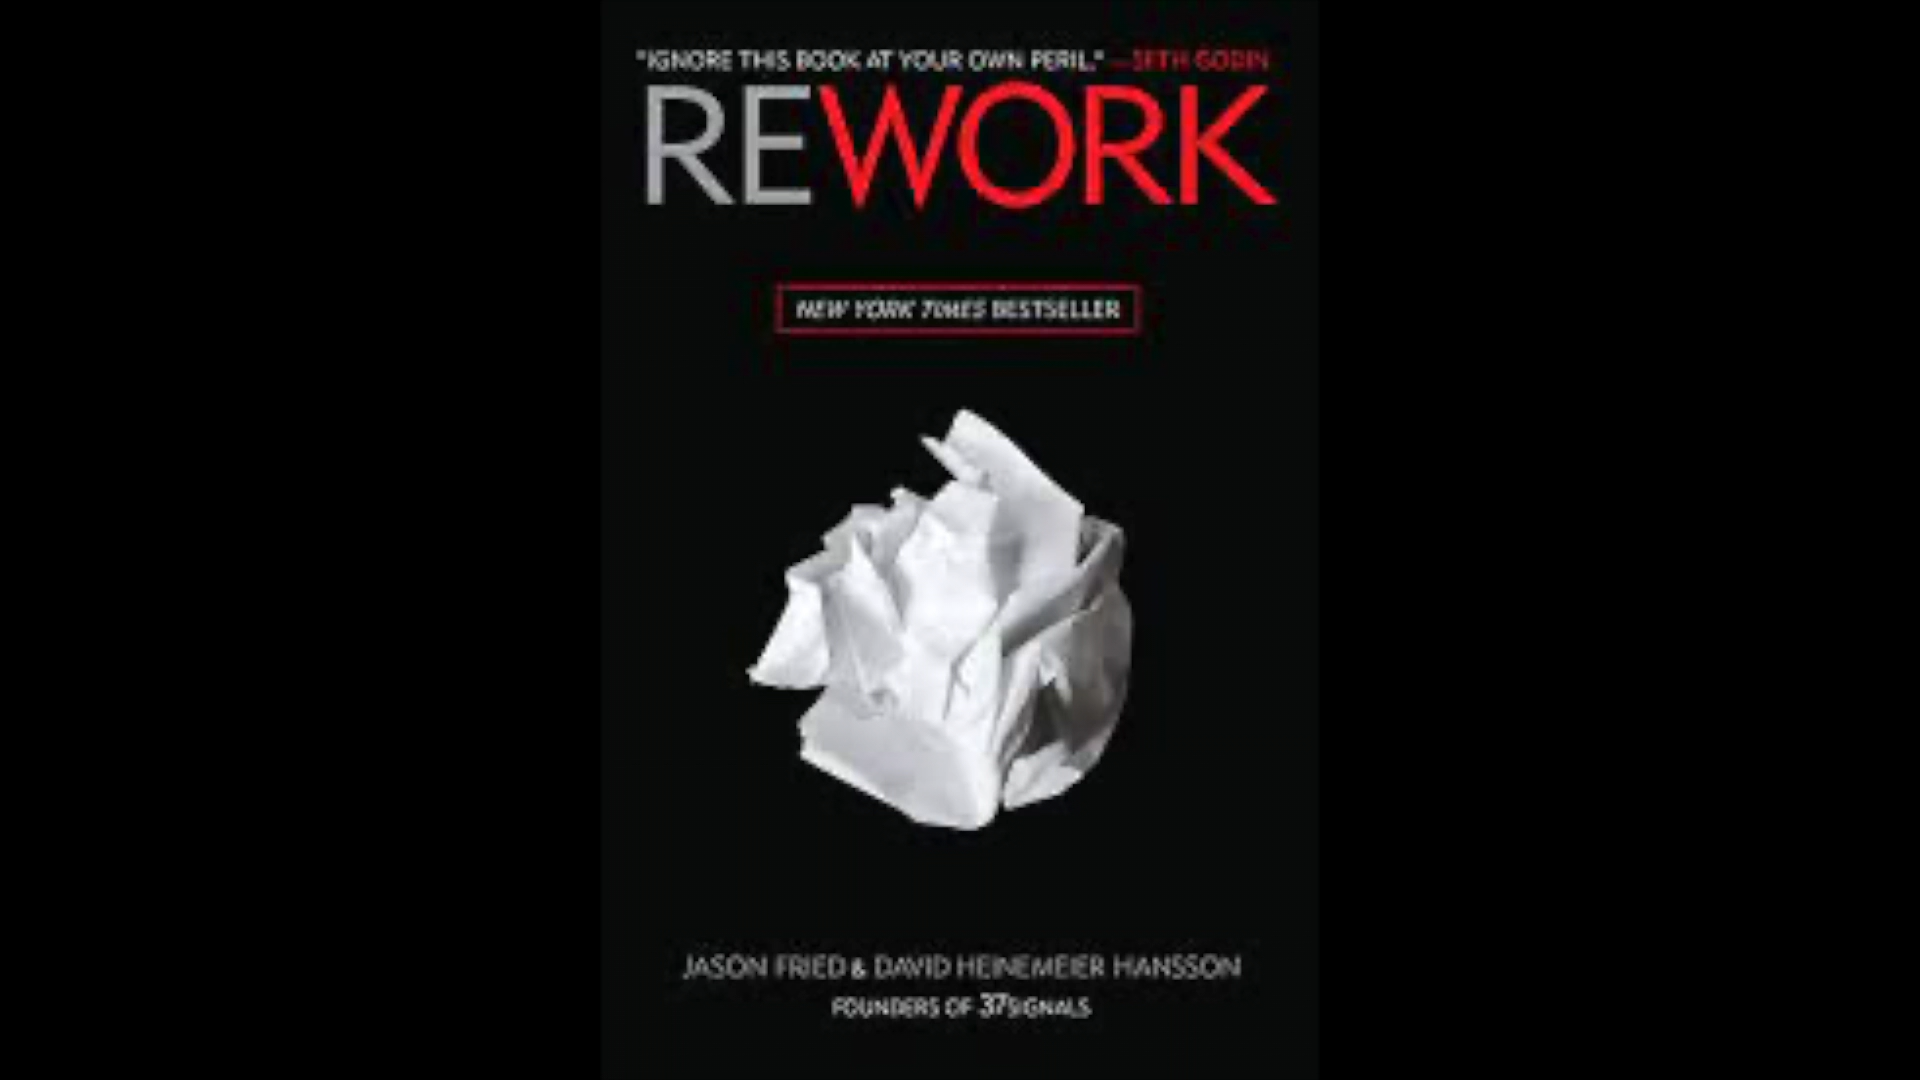 "IGNORE THIS BOOK AT YOUR OWN PERIL." —SETH GODIN
REWORK
NEW YORK TIMES BESTSELLER
JASON FRIED & DAVID HEINEMEIER HANSSON
FOUNDERS OF 37SIGNALS